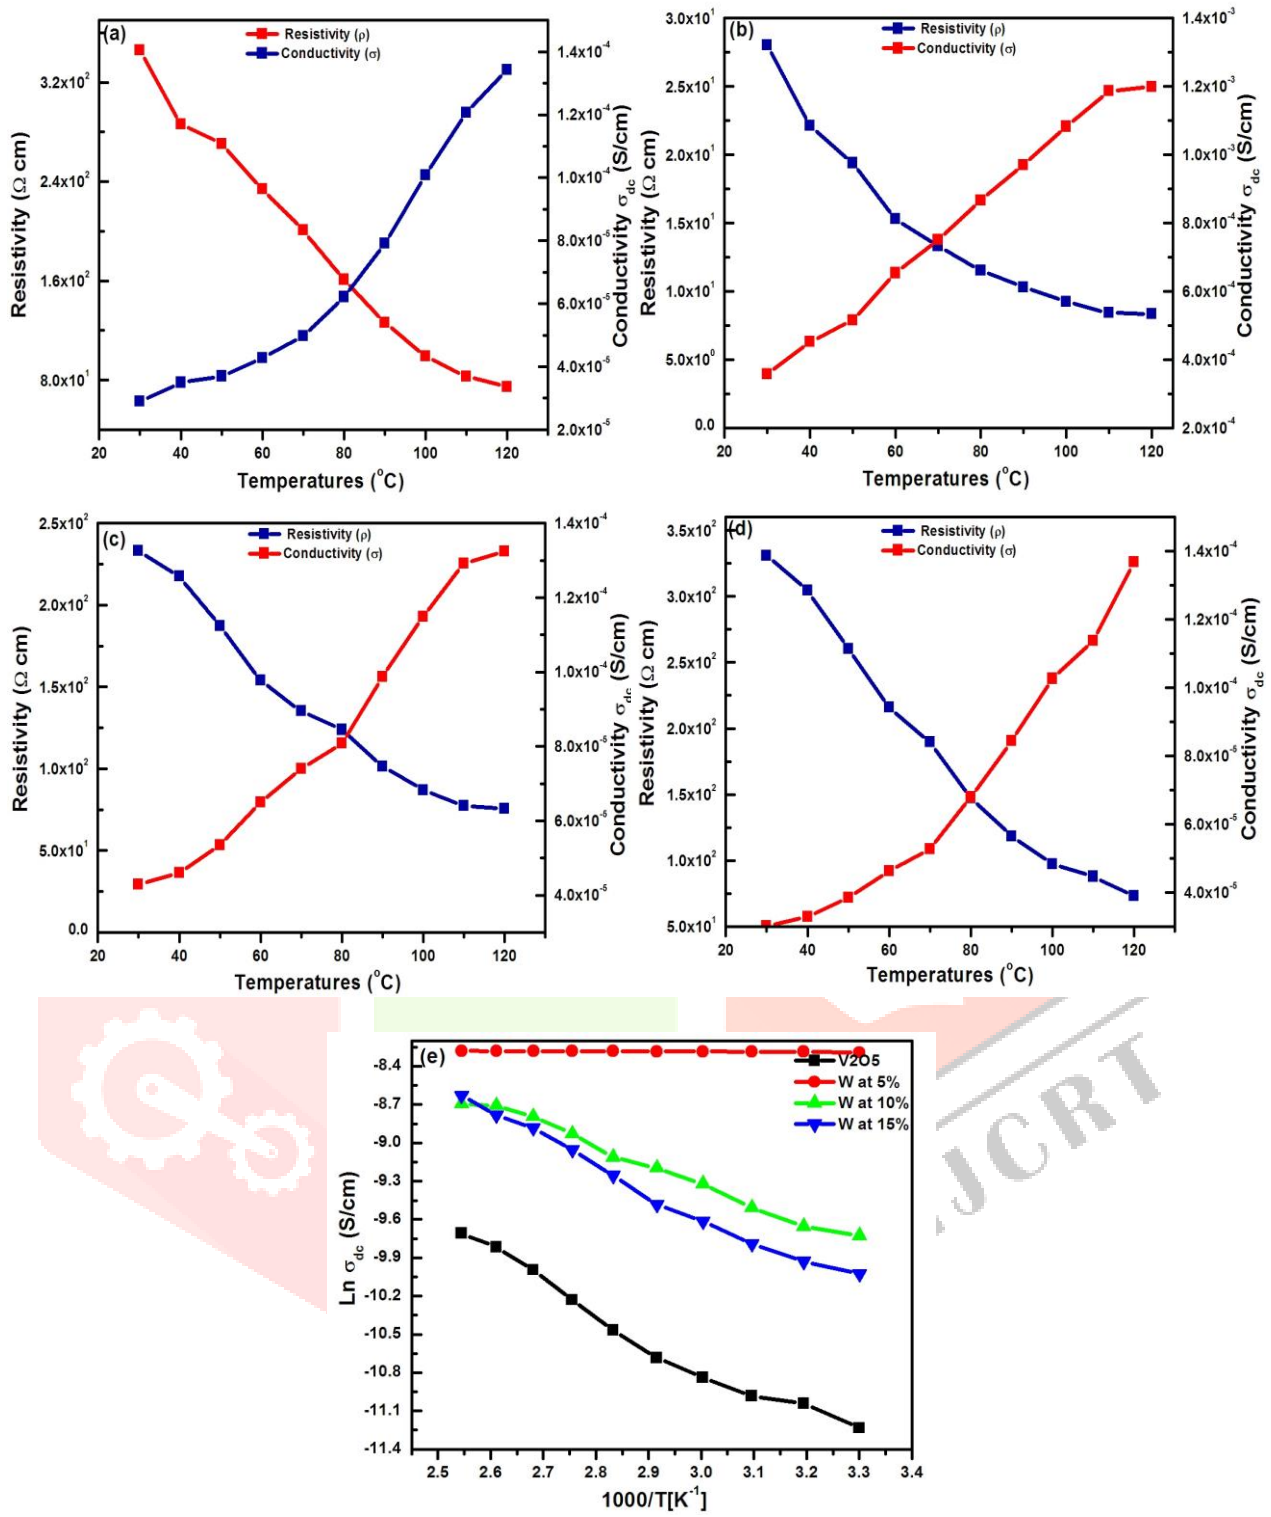 (a)
Resistivity (ρ)
Conductivity (σ)
3.2x10²
2.4x10²
1.6x10²
8.0x10¹
Resistivity (Ω cm)
1.4x10⁻⁴
1.2x10⁻⁴
1.0x10⁻⁴
8.0x10⁻⁵
6.0x10⁻⁵
4.0x10⁻⁵
2.0x10⁻⁵
Conductivity σdc (S/cm)
20 40 60 80 100 120
Temperatures (°C)
(b)
Resistivity (ρ)
Conductivity (σ)
3.0x10¹
2.5x10¹
2.0x10¹
1.5x10¹
1.0x10¹
5.0x10⁰
0.0
Resistivity (Ω cm)
1.4x10⁻³
1.2x10⁻³
1.0x10⁻³
8.0x10⁻⁴
6.0x10⁻⁴
4.0x10⁻⁴
2.0x10⁻⁴
Conductivity σdc (S/cm)
20 40 60 80 100 120
Temperatures (°C)
(c)
Resistivity (ρ)
Conductivity (σ)
2.5x10²
2.0x10²
1.5x10²
1.0x10²
5.0x10¹
0.0
Resistivity (Ω cm)
1.4x10⁻⁴
1.2x10⁻⁴
1.0x10⁻⁴
8.0x10⁻⁵
6.0x10⁻⁵
4.0x10⁻⁵
Conductivity σdc (S/cm)
20 40 60 80 100 120
Temperatures (°C)
(d)
Resistivity (ρ)
Conductivity (σ)
3.5x10²
3.0x10²
2.5x10²
2.0x10²
1.5x10²
1.0x10²
5.0x10¹
Resistivity (Ω cm)
1.4x10⁻⁴
1.2x10⁻⁴
1.0x10⁻⁴
8.0x10⁻⁵
6.0x10⁻⁵
4.0x10⁻⁵
Conductivity σdc (S/cm)
20 40 60 80 100 120
Temperatures (°C)
(e)
V2O5
W at 5%
W at 10%
W at 15%
-8.4
-8.7
-9.0
-9.3
-9.6
-9.9
-10.2
-10.5
-10.8
-11.1
-11.4
Ln σdc (S/cm)
2.5 2.6 2.7 2.8 2.9 3.0 3.1 3.2 3.3 3.4
1000/T[K⁻¹]
JCRT